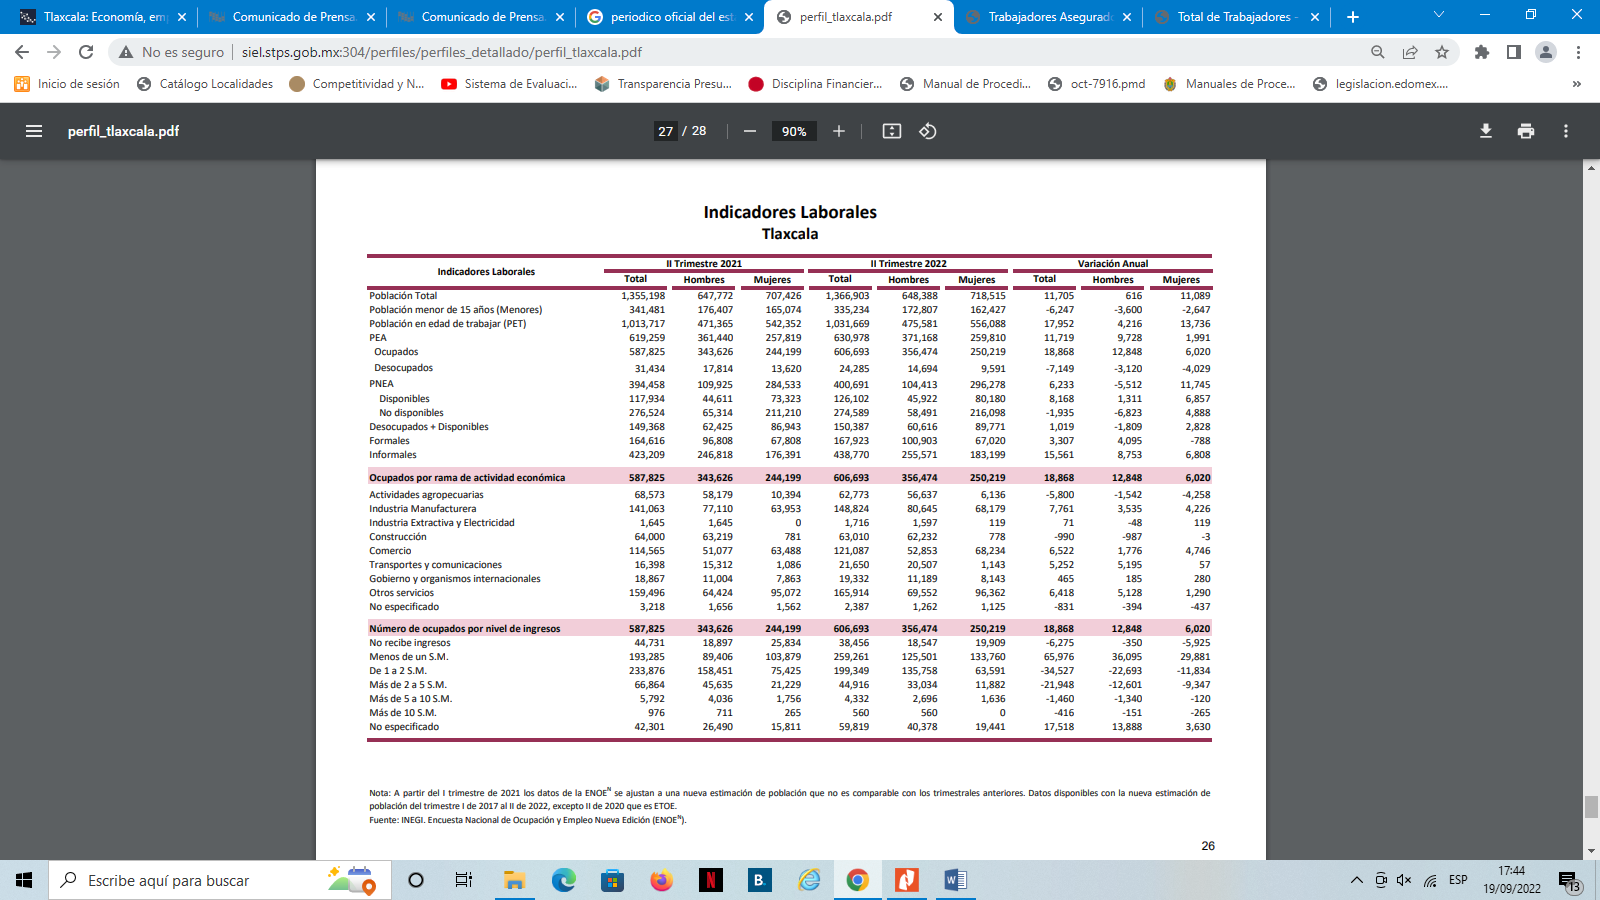 Tlaxcala: Economía, em
Comunicado de Prensa
Comunicado de Prensa
periodico oficial del es
perfil_tlaxcala.pdf
Trabajadores Asegurad
Total de Trabajadores -
No es seguro | siel.stps.gob.mx:304/perfiles/perfiles_detallado/perfil_tlaxcala.pdf
Inicio de sesión Catálogo Localidades Competitividad y N... Sistema de Evaluaci... Transparencia Presu... Disciplina Financier... Manual de Procedi... oct-7916.pmd Manuales de Proce... legislacion.edomex.... »
perfil_tlaxcala.pdf 27 / 28 — 90% +
Indicadores Laborales
Tlaxcala
Indicadores Laborales II Trimestre 2021 II Trimestre 2022 Variación Anual
Total Hombres Mujeres Total Hombres Mujeres Total Hombres Mujeres
Población Total 1,355,198 647,772 707,426 1,366,903 648,388 718,515 11,705 616 11,089
Población menor de 15 años (Menores) 341,481 176,407 165,074 335,234 172,807 162,427 -6,247 -3,600 -2,647
Población en edad de trabajar (PET) 1,013,717 471,365 542,352 1,031,669 475,581 556,088 17,952 4,216 13,736
PEA 619,259 361,440 257,819 630,978 371,168 259,810 11,719 9,728 1,991
Ocupados 587,825 343,626 244,199 606,693 356,474 250,219 18,868 12,848 6,020
Desocupados 31,434 17,814 13,620 24,285 14,694 9,591 -7,149 -3,120 -4,029
PNEA 394,458 109,925 284,533 400,691 104,413 296,278 6,233 -5,512 11,745
Disponibles 117,934 44,611 73,323 126,102 45,922 80,180 8,168 1,311 6,857
No disponibles 276,524 65,314 211,210 274,589 58,491 216,098 -1,935 -6,823 4,888
Desocupados + Disponibles 149,368 62,425 86,943 150,387 60,616 89,771 1,019 -1,809 2,828
Formales 164,616 96,808 67,808 167,923 100,903 67,020 3,307 4,095 -788
Informales 423,209 246,818 176,391 438,770 255,571 183,199 15,561 8,753 6,808
Ocupados por rama de actividad económica 587,825 343,626 244,199 606,693 356,474 250,219 18,868 12,848 6,020
Actividades agropecuarias 68,573 58,179 10,394 62,773 56,637 6,136 -5,800 -1,542 -4,258
Industria Manufacturera 141,063 77,110 63,953 148,824 80,645 68,179 7,761 3,535 4,226
Industria Extractiva y Electricidad 1,645 1,645 0 1,716 1,597 119 71 -48 119
Construcción 64,000 63,219 781 63,010 62,232 778 -990 -987 -3
Comercio 114,565 51,077 63,488 121,087 52,853 68,234 6,522 1,776 4,746
Transportes y comunicaciones 16,398 15,312 1,086 21,650 20,507 1,143 5,252 5,195 57
Gobierno y organismos internacionales 18,867 11,004 7,863 19,332 11,189 8,143 465 185 280
Otros servicios 159,496 64,424 95,072 165,914 69,552 96,362 6,418 5,128 1,290
No especificado 3,218 1,656 1,562 2,387 1,262 1,125 -831 -394 -437
Número de ocupados por nivel de ingresos 587,825 343,626 244,199 606,693 356,474 250,219 18,868 12,848 6,020
No recibe ingresos 44,731 18,897 25,834 38,456 18,547 19,909 -6,275 -350 -5,925
Menos de un S.M. 193,285 89,406 103,879 259,261 125,501 133,760 65,976 36,095 29,881
De 1 a 2 S.M. 233,876 158,451 75,425 199,349 135,758 63,591 -34,527 -22,693 -11,834
Más de 2 a 5 S.M. 66,864 45,635 21,229 44,916 33,034 11,882 -21,948 -12,601 -9,347
Más de 5 a 10 S.M. 5,792 4,036 1,756 4,332 2,696 1,636 -1,460 -1,340 -120
Más de 10 S.M. 976 711 265 560 560 0 -416 -151 -265
No especificado 42,301 26,490 15,811 59,819 40,378 19,441 17,518 13,888 3,630
Nota: A partir del I trimestre de 2021 los datos de la ENOEᴺ se ajustan a una nueva estimación de población que no es comparable con los trimestrales anteriores. Datos disponibles con la nueva estimación de
población del trimestre I de 2017 al II de 2022, excepto II de 2020 que es ETOE.
Fuente: INEGI. Encuesta Nacional de Ocupación y Empleo Nueva Edición (ENOEᴺ).
26
Escribe aquí para buscar
N B. W
ESP
17:44
19/09/2022
13